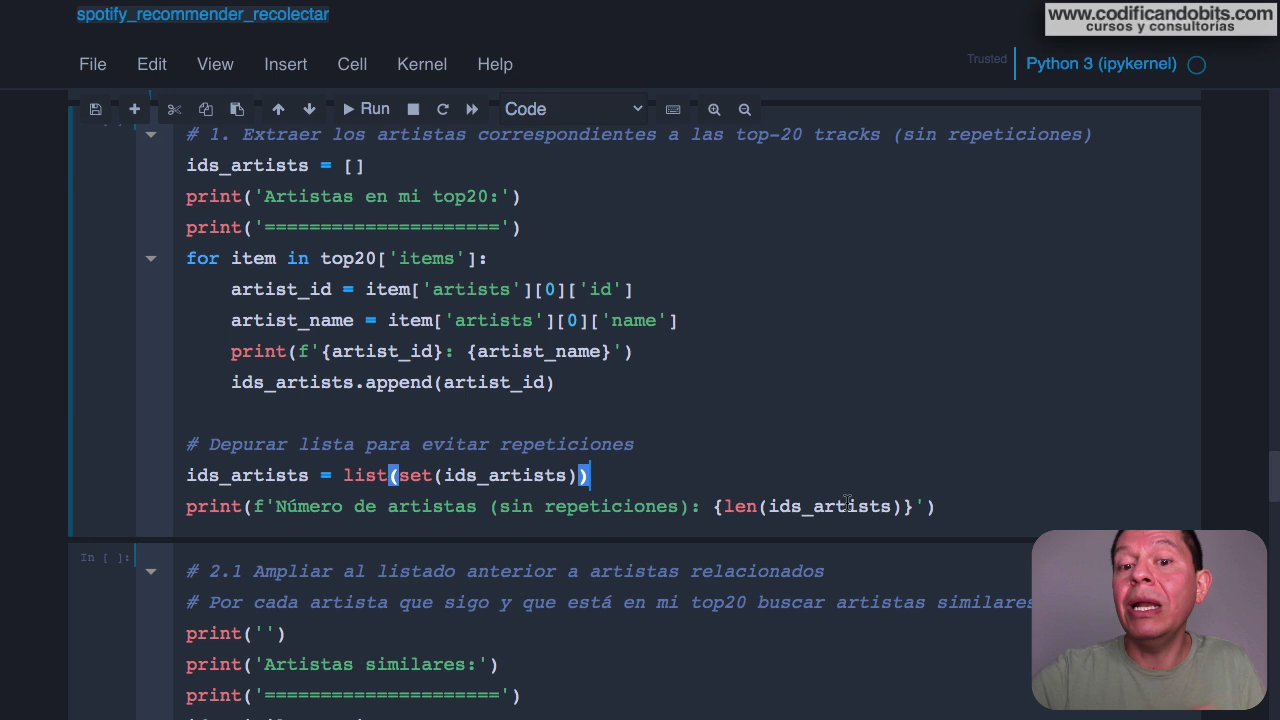 spotify_recommender_recolectar
www.codificandobits.com
cursos y consultorías
File Edit View Insert Cell Kernel Help
Trusted Python 3 (ipykernel)
Run Code
# 1. Extraer los artistas correspondientes a las top-20 tracks (sin repeticiones)
ids_artists = []
print('Artistas en mi top20:')
print('=====================')
for item in top20['items']:
artist_id = item['artists'][0]['id']
artist_name = item['artists'][0]['name']
print(f'{artist_id}: {artist_name}')
ids_artists.append(artist_id)
# Depurar lista para evitar repeticiones
ids_artists = list(set(ids_artists))
print(f'Número de artistas (sin repeticiones): {len(ids_artists)}')
In [ ]:
# 2.1 Ampliar al listado anterior a artistas relacionados
# Por cada artista que sigo y que está en mi top20 buscar artistas similares
print('')
print('Artistas similares:')
print('=====================')